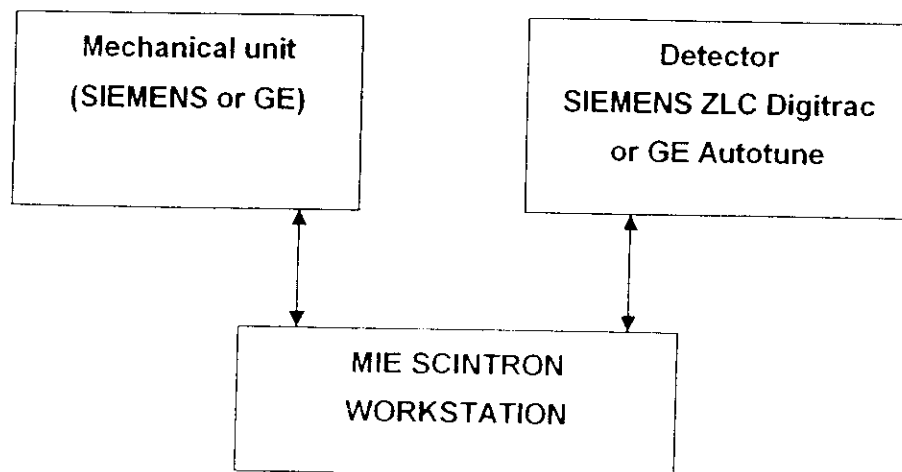 Mechanical unit
(SIEMENS or GE)
Detector
SIEMENS ZLC Digitrac
or GE Autotune
MIE SCINTRON
WORKSTATION